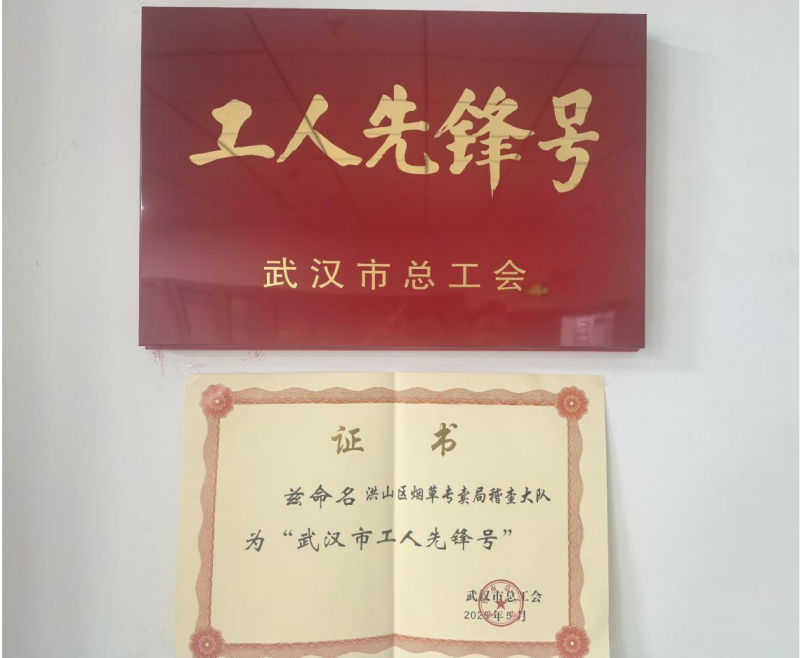 工人先锋号
武汉市总工会
证 书
兹命名 洪山区烟草专卖局稽查大队
为“武汉市工人先锋号”
武汉市总工会
2025年5月